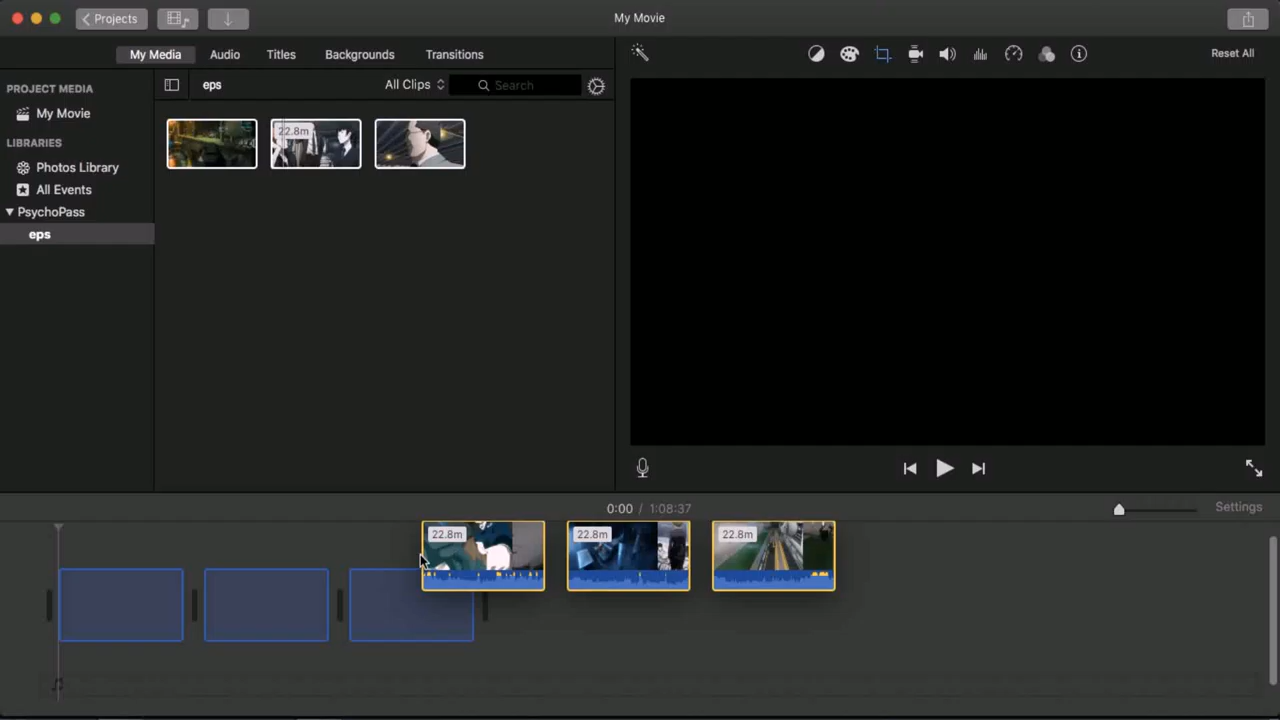 Projects
My Movie
My Media
Audio
Titles
Backgrounds
Transitions
Reset All
PROJECT MEDIA
My Movie
LIBRARIES
Photos Library
All Events
PsychoPass
eps
eps
All Clips
Search
22.8m
0:00 / 1:08:37
Settings
22.8m
22.8m
22.8m